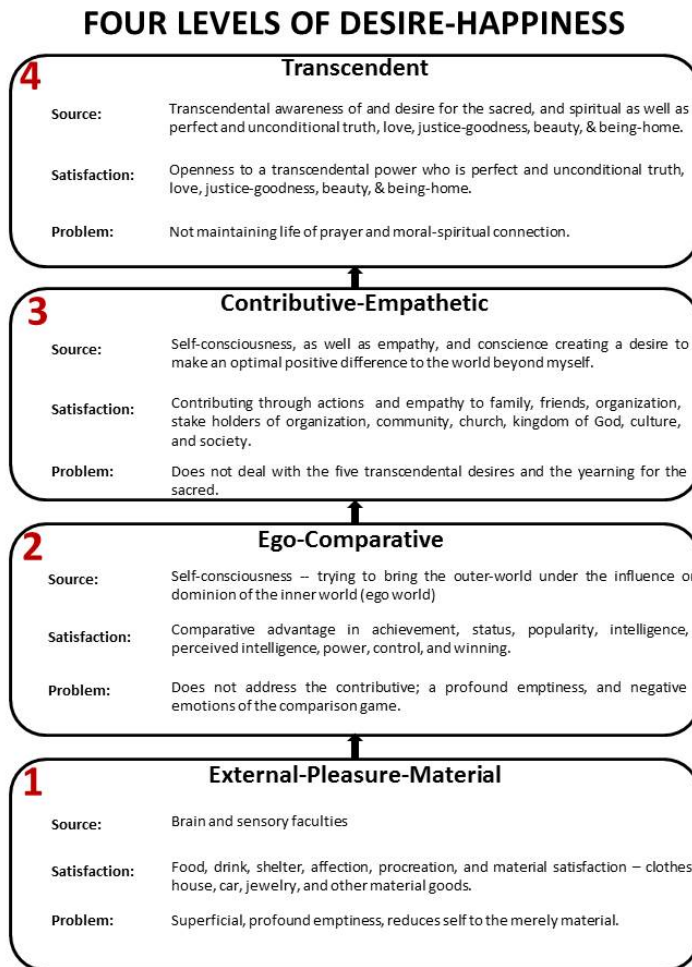 FOUR LEVELS OF DESIRE-HAPPINESS
4
Transcendent
Source: Transcendental awareness of and desire for the sacred, and spiritual as well as
perfect and unconditional truth, love, justice-goodness, beauty, & being-home.
Satisfaction: Openness to a transcendental power who is perfect and unconditional truth,
love, justice-goodness, beauty, & being-home.
Problem: Not maintaining life of prayer and moral-spiritual connection.
3
Contributive-Empathetic
Source: Self-consciousness, as well as empathy, and conscience creating a desire to
make an optimal positive difference to the world beyond myself.
Satisfaction: Contributing through actions and empathy to family, friends, organization,
stake holders of organization, community, church, kingdom of God, culture,
and society.
Problem: Does not deal with the five transcendental desires and the yearning for the
sacred.
2
Ego-Comparative
Source: Self-consciousness -- trying to bring the outer-world under the influence or
dominion of the inner world (ego world)
Satisfaction: Comparative advantage in achievement, status, popularity, intelligence,
perceived intelligence, power, control, and winning.
Problem: Does not address the contributive; a profound emptiness, and negative
emotions of the comparison game.
1
External-Pleasure-Material
Source: Brain and sensory faculties
Satisfaction: Food, drink, shelter, affection, procreation, and material satisfaction – clothes
house, car, jewelry, and other material goods.
Problem: Superficial, profound emptiness, reduces self to the merely material.